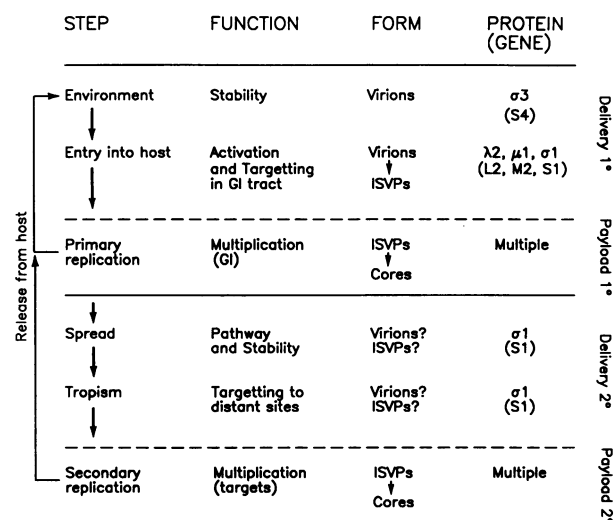 STEP FUNCTION FORM PROTEIN
(GENE)
Environment Stability Virions σ3
(S4)
Entry into host Activation Virions λ2, μ1, σ1
and Targetting (L2, M2, S1)
in GI tract ISVPs
Delivery 1°
Primary Multiplication ISVPs Multiple
replication (GI)
Cores
Payload 1°
Spread Pathway Virions? σ1
and Stability ISVPs? (S1)
Tropism Targetting to Virions? σ1
distant sites ISVPs? (S1)
Delivery 2°
Secondary Multiplication ISVPs Multiple
replication (targets)
Cores
Payload 2°
Release from host